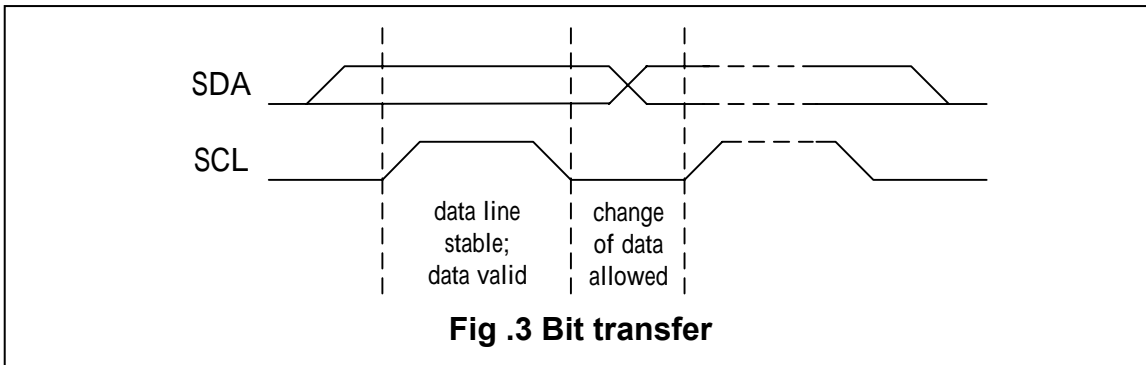 SDA
SCL
data line
stable;
data valid
change
of data
allowed
Fig .3 Bit transfer